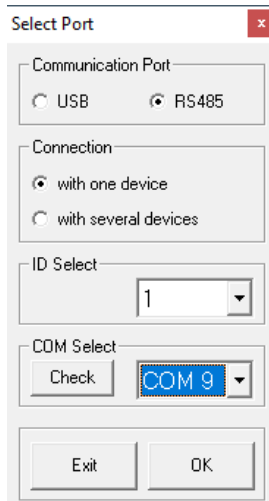 Select Port
x
Communication Port
USB RS485
Connection
with one device
with several devices
ID Select
1
COM Select
Check COM 9
Exit OK